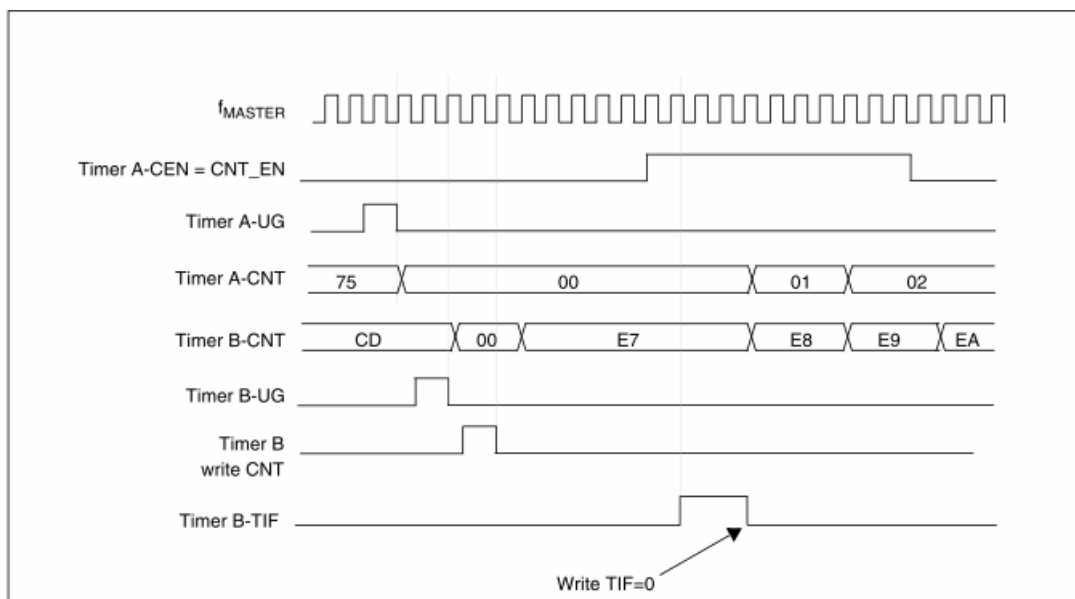 fMASTER
Timer A-CEN = CNT_EN
Timer A-UG
Timer A-CNT 75 00 01 02
Timer B-CNT CD 00 E7 E8 E9 EA
Timer B-UG
Timer B
write CNT
Timer B-TIF
Write TIF=0